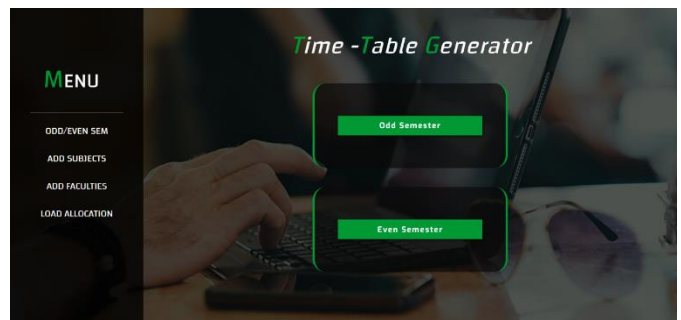 Time -Table Generator
MENU
ODD/EVEN SEM
ADD SUBJECTS
ADD FACULTIES
LOAD ALLOCATION
Odd Semester
Even Semester